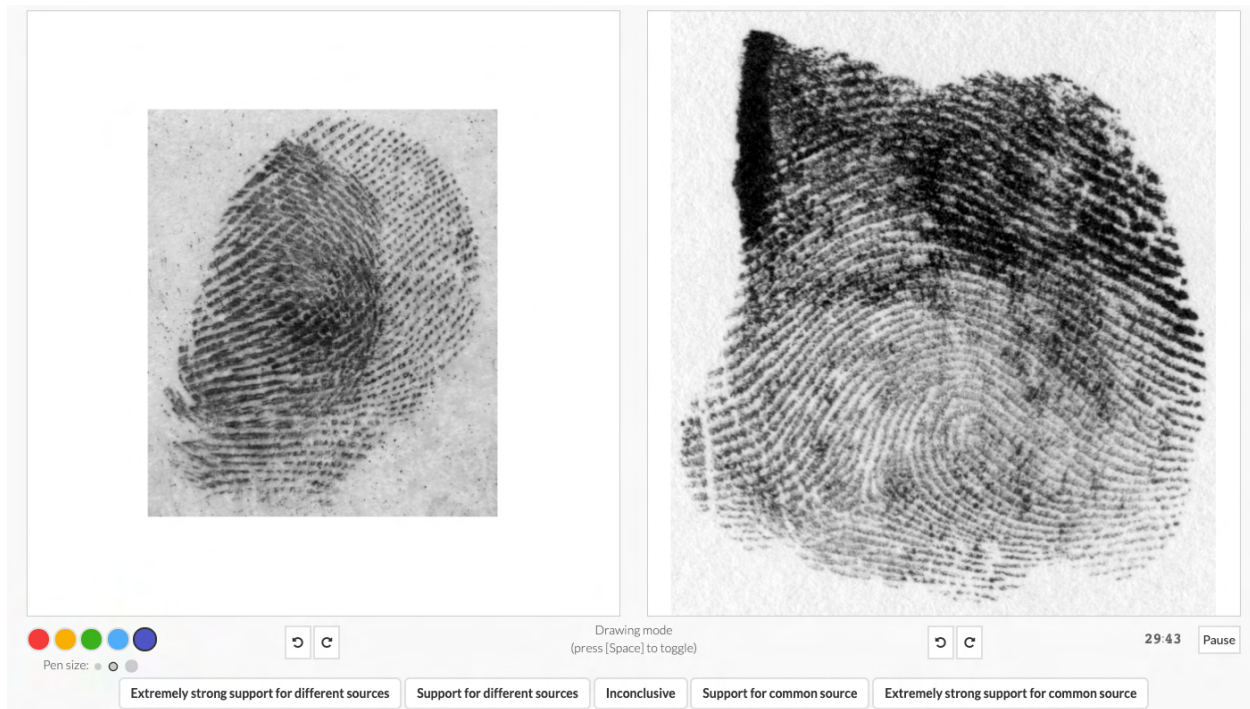 Drawing mode
(press [Space] to toggle)
29:43
Pause
Pen size:
Extremely strong support for different sources
Support for different sources
Inconclusive
Support for common source
Extremely strong support for common source